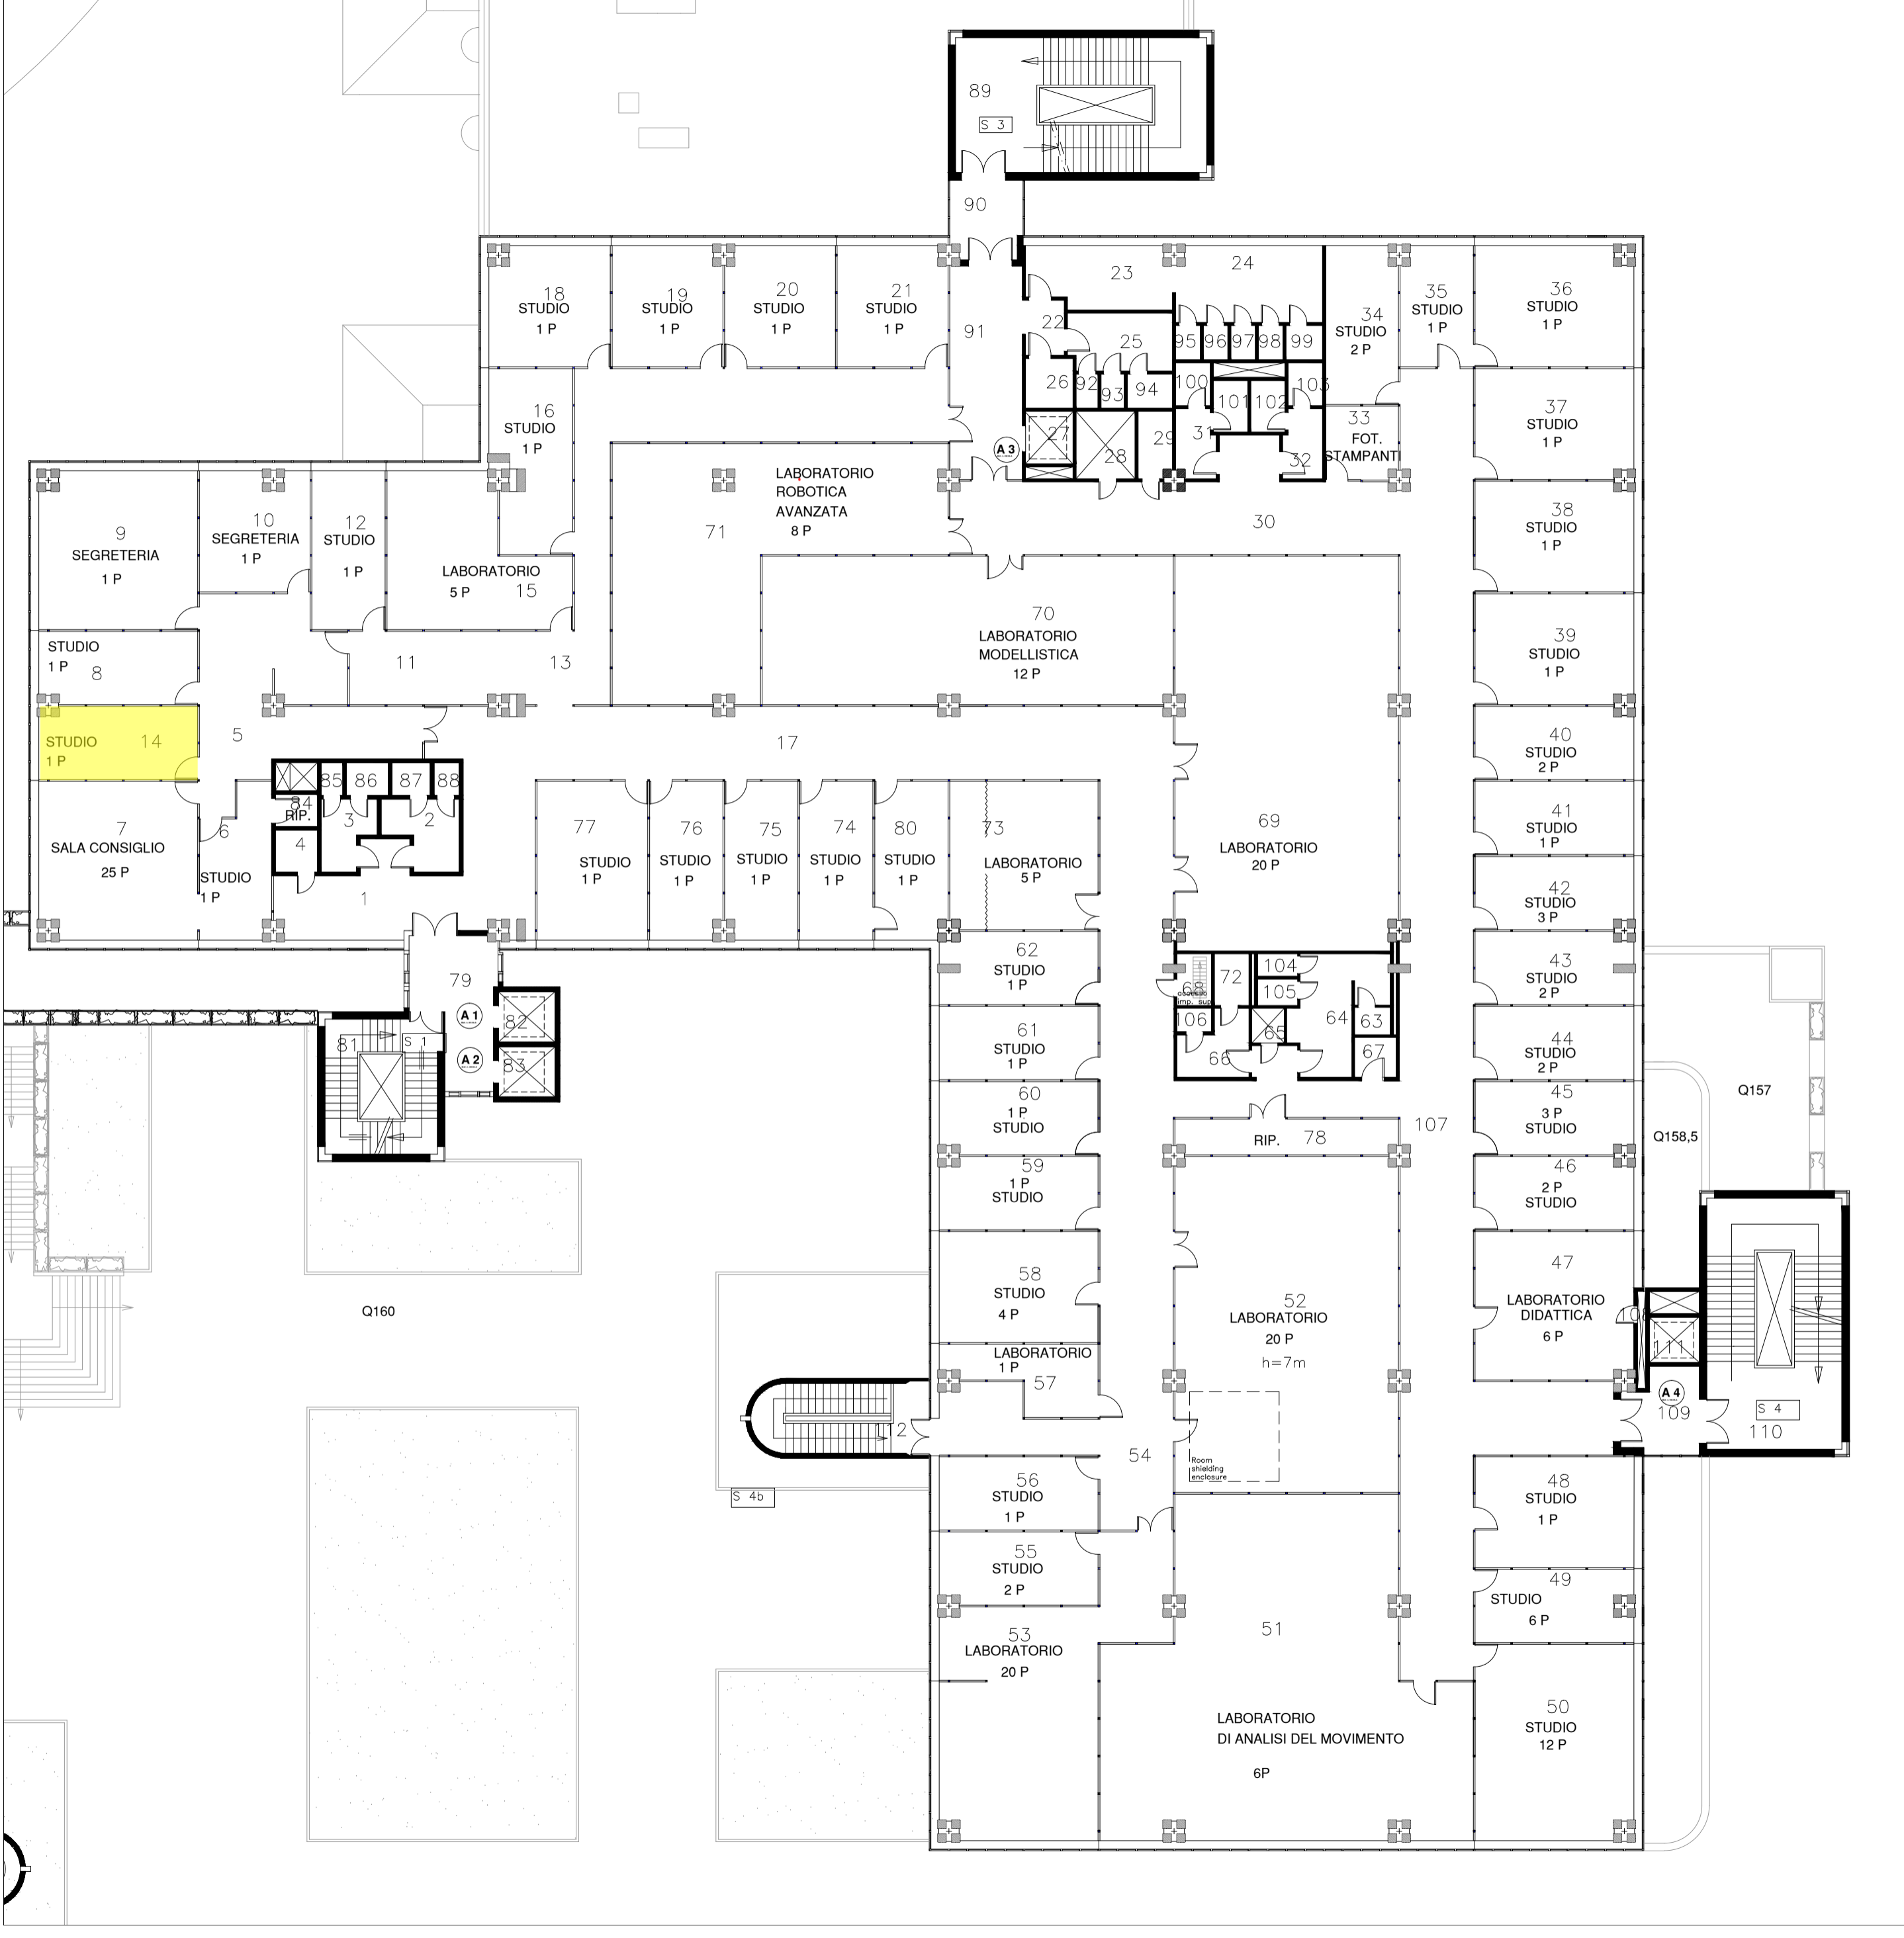 89
S 3
90
18
STUDIO
1 P
19
STUDIO
1 P
20
STUDIO
1 P
21
STUDIO
1 P
91
22
23
24
25
26
92
93
94
95
96
97
98
99
100
101
102
103
27
28
29
31
32
A 3
34
STUDIO
2 P
35
STUDIO
1 P
36
STUDIO
1 P
33
FOT.
STAMPANTI
37
STUDIO
1 P
16
STUDIO
1 P
9
SEGRETERIA
1 P
10
SEGRETERIA
1 P
12
STUDIO
1 P
LABORATORIO
5 P
15
71
LABORATORIO
ROBOTICA
AVANZATA
8 P
30
38
STUDIO
1 P
STUDIO
1 P
8
11
13
70
LABORATORIO
MODELLISTICA
12 P
39
STUDIO
1 P
STUDIO
14
1 P
5
17
40
STUDIO
2 P
85
86
87
88
84
RIP.
3
2
4
7
SALA CONSIGLIO
25 P
6
STUDIO
1 P
1
77
STUDIO
1 P
76
STUDIO
1 P
75
STUDIO
1 P
74
STUDIO
1 P
80
STUDIO
1 P
73
LABORATORIO
5 P
69
LABORATORIO
20 P
41
STUDIO
1 P
42
STUDIO
3 P
79
A 1
A 2
82
83
81
S 1
62
STUDIO
1 P
68
72
104
105
106
66
65
64
63
67
43
STUDIO
2 P
61
STUDIO
1 P
44
STUDIO
2 P
60
1 P
STUDIO
RIP.
78
107
45
3 P
STUDIO
Q157
Q158,5
59
1 P
STUDIO
46
2 P
STUDIO
58
STUDIO
4 P
52
LABORATORIO
20 P
h=7m
47
LABORATORIO
DIDATTICA
6 P
111
Q160
LABORATORIO
1 P
57
A 4
109
S 4
110
54
Room
shielding
enclosure
56
STUDIO
1 P
S 4b
48
STUDIO
1 P
55
STUDIO
2 P
49
STUDIO
6 P
53
LABORATORIO
20 P
51
LABORATORIO
DI ANALISI DEL MOVIMENTO
6P
50
STUDIO
12 P